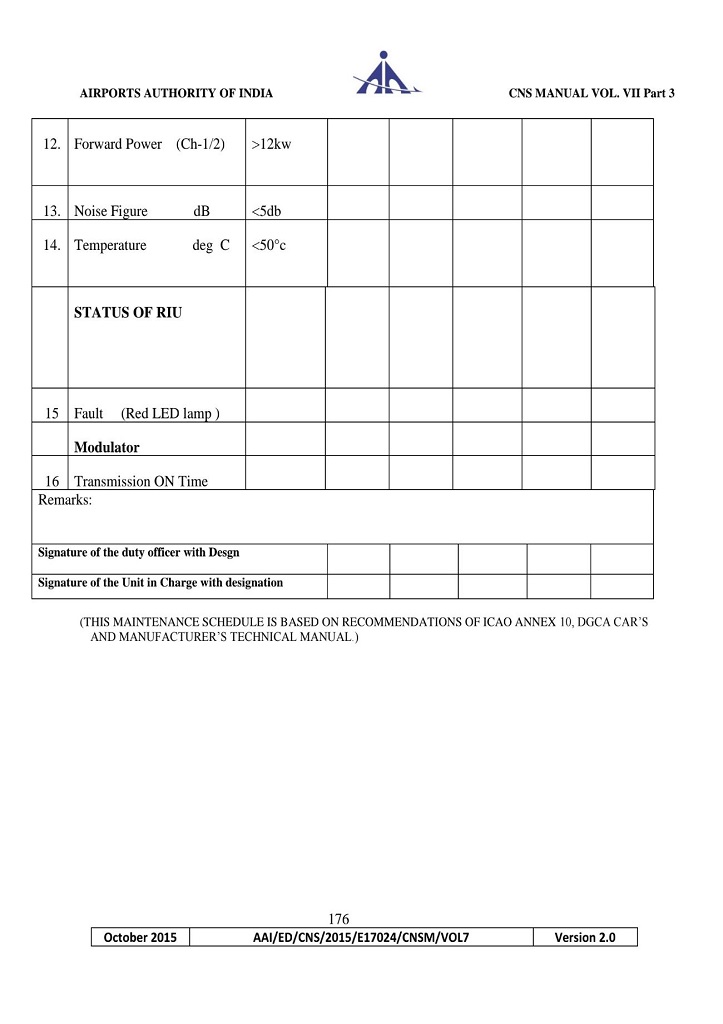 AIRPORTS AUTHORITY OF INDIA CNS MANUAL VOL. VII Part 3
12. Forward Power (Ch-1/2) >12kw
13. Noise Figure dB <5db
14. Temperature deg C <50°c
STATUS OF RIU
15 Fault (Red LED lamp )
Modulator
16 Transmission ON Time
Remarks:
Signature of the duty officer with Desgn
Signature of the Unit in Charge with designation
(THIS MAINTENANCE SCHEDULE IS BASED ON RECOMMENDATIONS OF ICAO ANNEX 10, DGCA CAR’S
AND MANUFACTURER’S TECHNICAL MANUAL.)
176
October 2015 AAI/ED/CNS/2015/E17024/CNSM/VOL7 Version 2.0